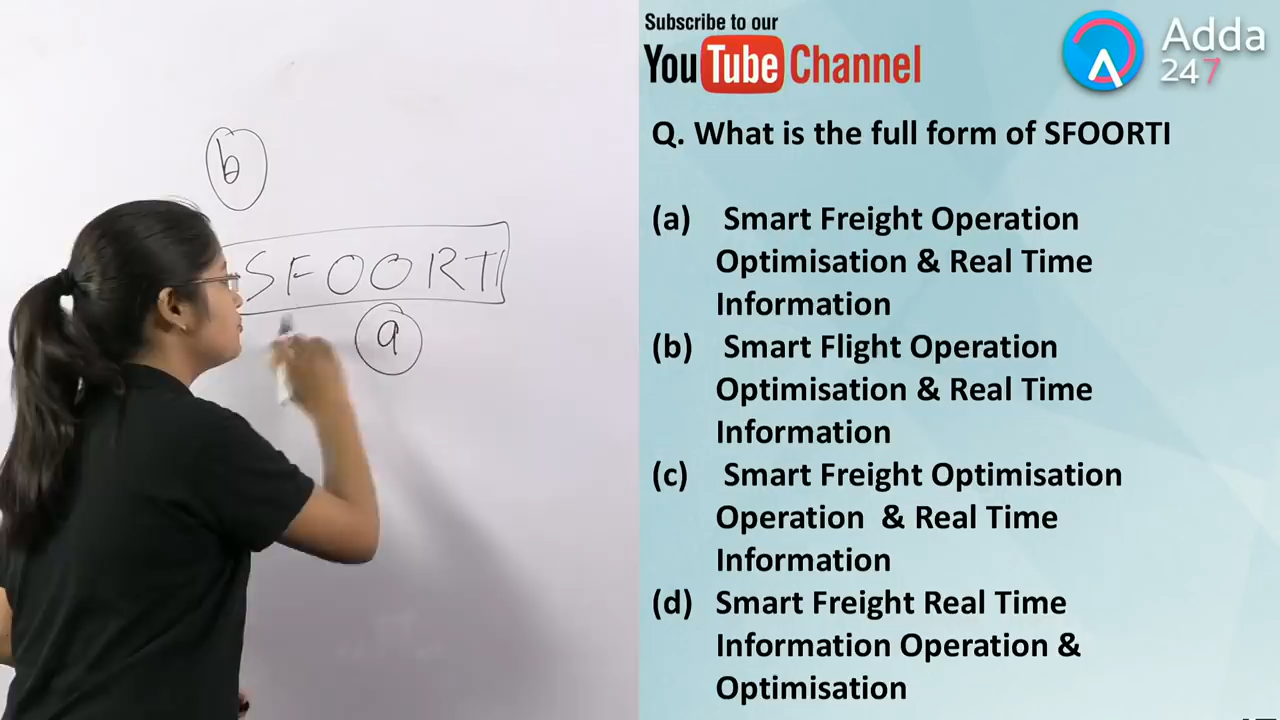 b
SFOORTI
a
Subscribe to our
YouTube Channel
Adda
247
Q. What is the full form of SFOORTI
(a) Smart Freight Operation
Optimisation & Real Time
Information
(b) Smart Flight Operation
Optimisation & Real Time
Information
(c) Smart Freight Optimisation
Operation & Real Time
Information
(d) Smart Freight Real Time
Information Operation &
Optimisation